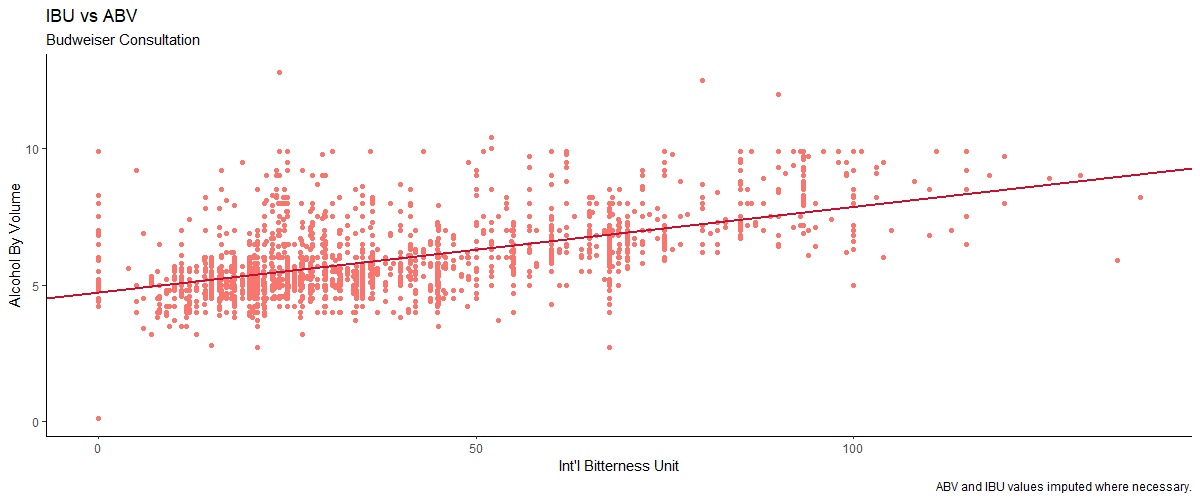 IBU vs ABV
Budweiser Consultation
Alcohol By Volume
10
5
0
0
50
100
Int'l Bitterness Unit
ABV and IBU values imputed where necessary.